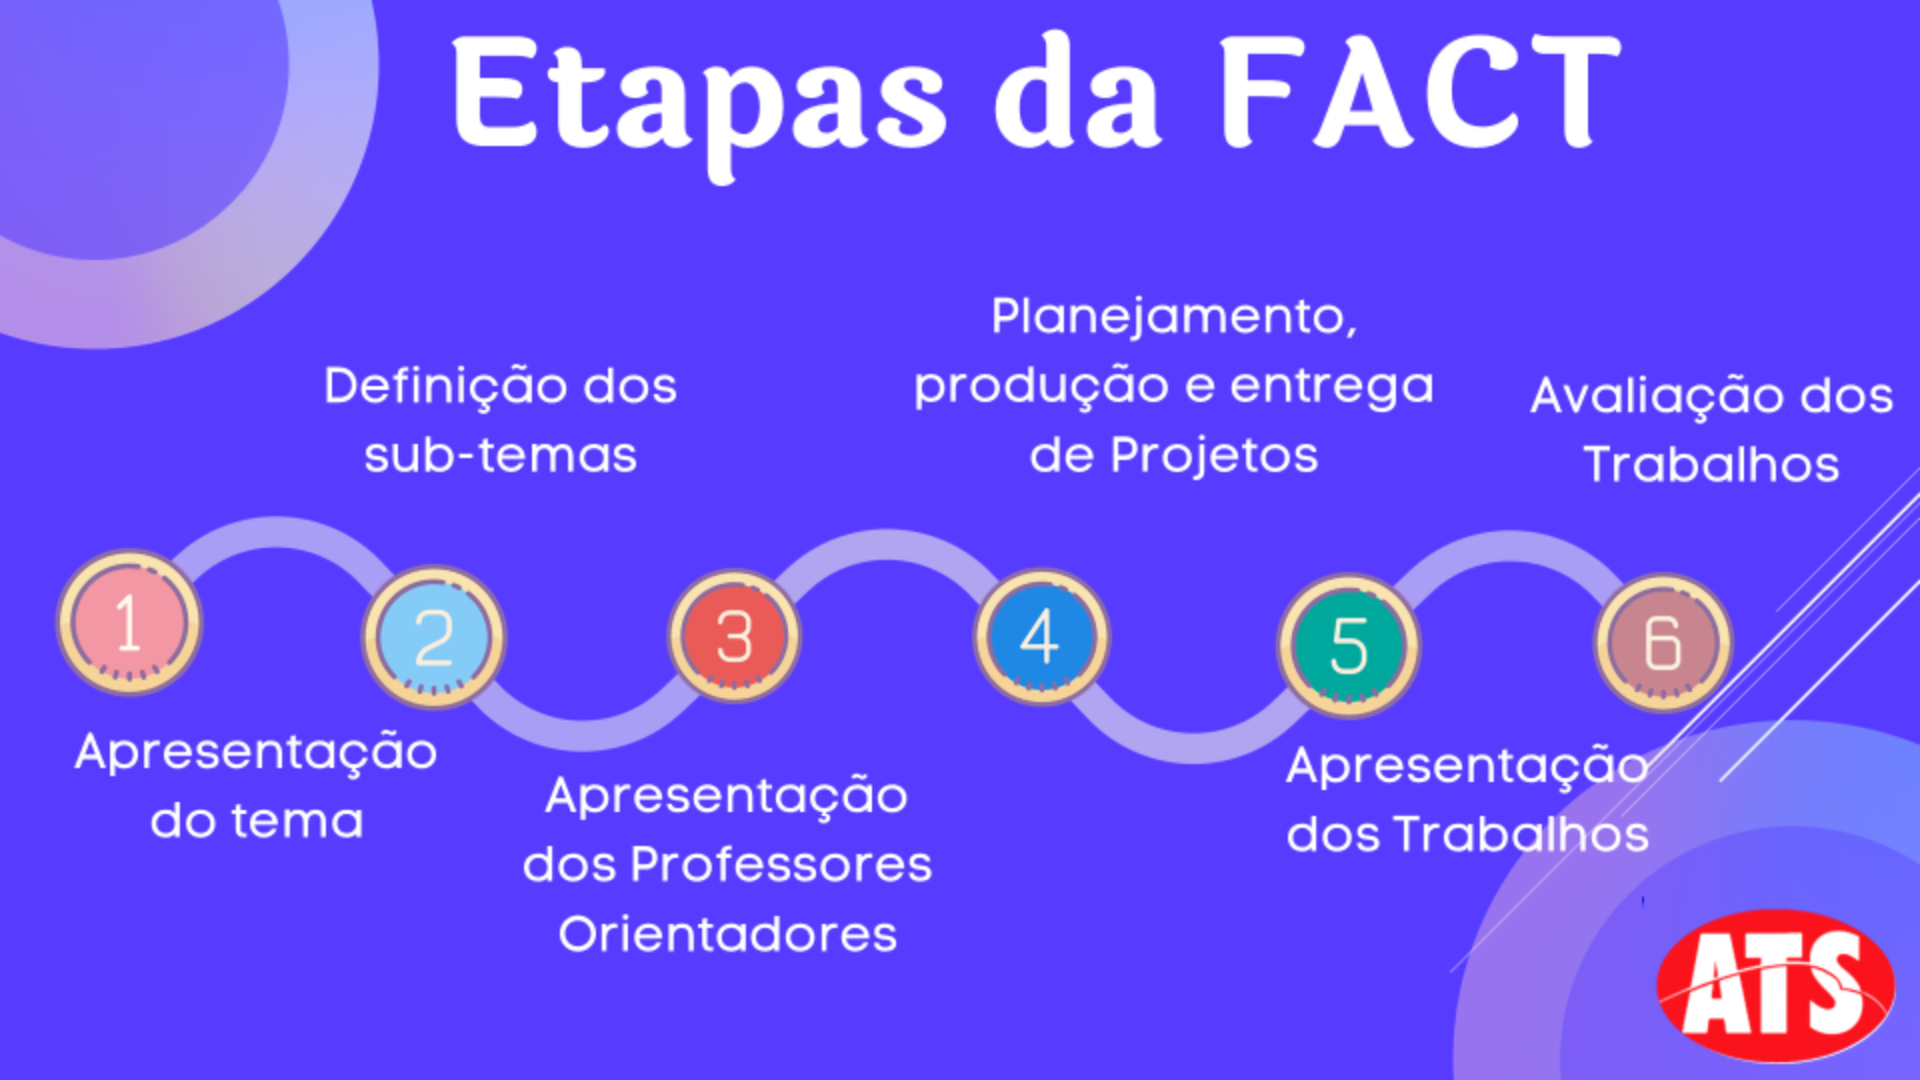 Etapas da FACT
1
Apresentação
do tema
2
Definição dos
sub-temas
3
Apresentação
dos Professores
Orientadores
4
Planejamento,
produção e entrega
de Projetos
5
Apresentação
dos Trabalhos
6
Avaliação dos
Trabalhos
ATS